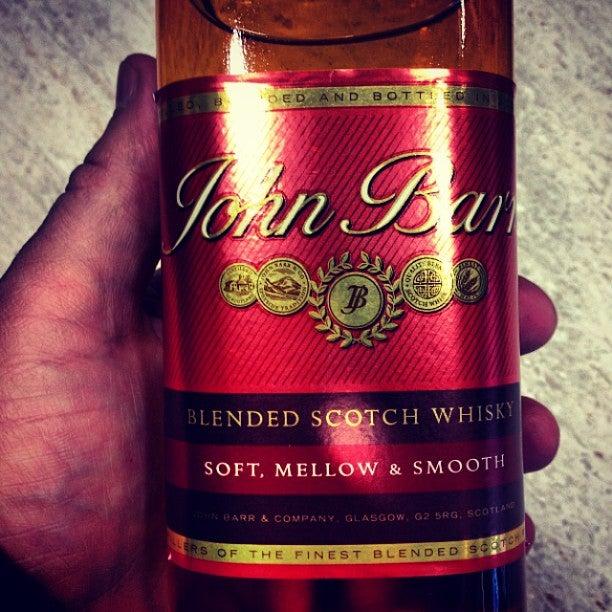 AND BOTTLED IN
John Barr
JB
BLENDED SCOTCH WHISKY
SOFT, MELLOW & SMOOTH
JOHN BARR & COMPANY, GLASGOW, G2 5RG, SCOTLAND
OF THE FINEST BLENDED SCOTCH